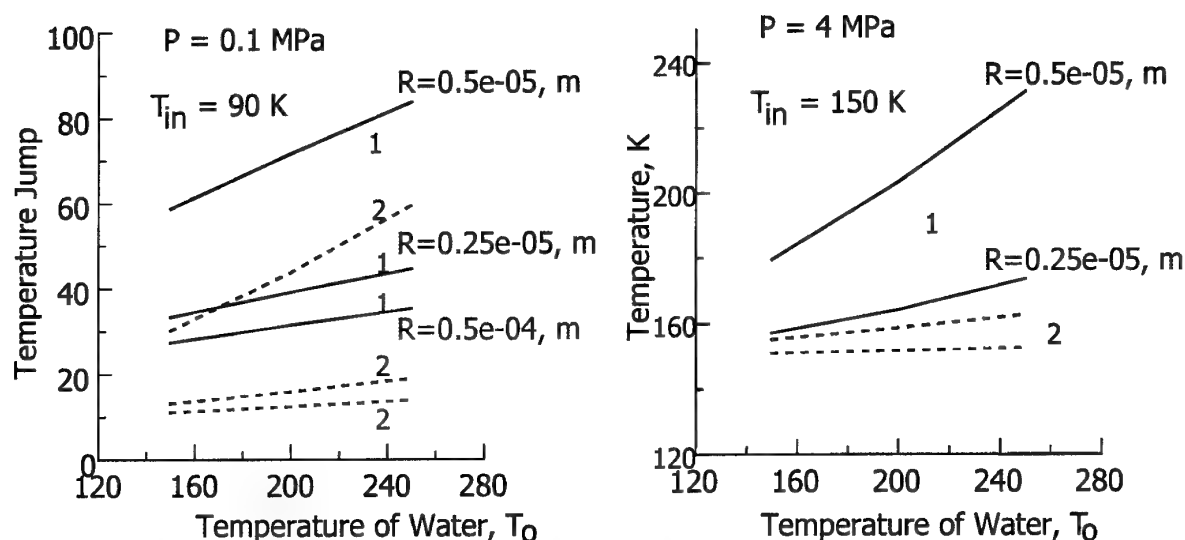 100
P = 0.1 MPa
R=0.5e-05, m
T_in = 90 K
80
1
60
2
R=0.25e-05, m
1
40
1
R=0.5e-04, m
20
2
2
0
120 160 200 240 280
Temperature Jump
Temperature of Water, T_o
P = 4 MPa
240
R=0.5e-05, m
T_in = 150 K
200
1
R=0.25e-05, m
160
2
120
120 160 200 240 280
Temperature, K
Temperature of Water, T_o